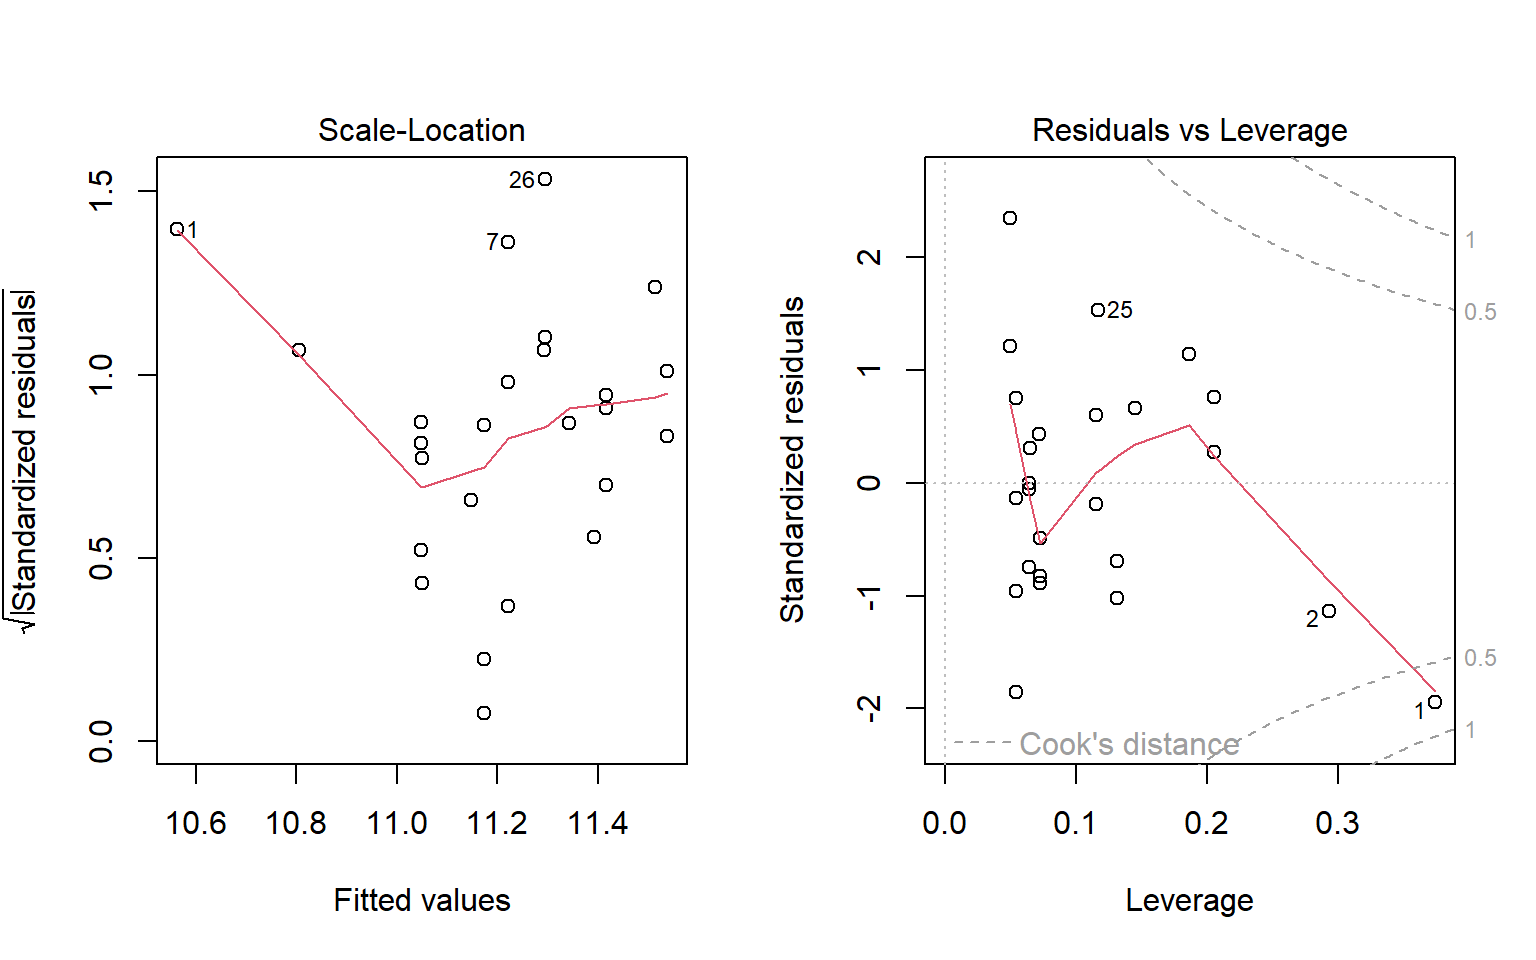 Scale-Location
√|Standardized residuals|
1.5
1.0
0.5
0.0
26
1
7
10.6 10.8 11.0 11.2 11.4
Fitted values
Residuals vs Leverage
Standardized residuals
2
1
0
-1
-2
25
2
1
1
0.5
0.5
1
Cook's distance
0.0 0.1 0.2 0.3
Leverage